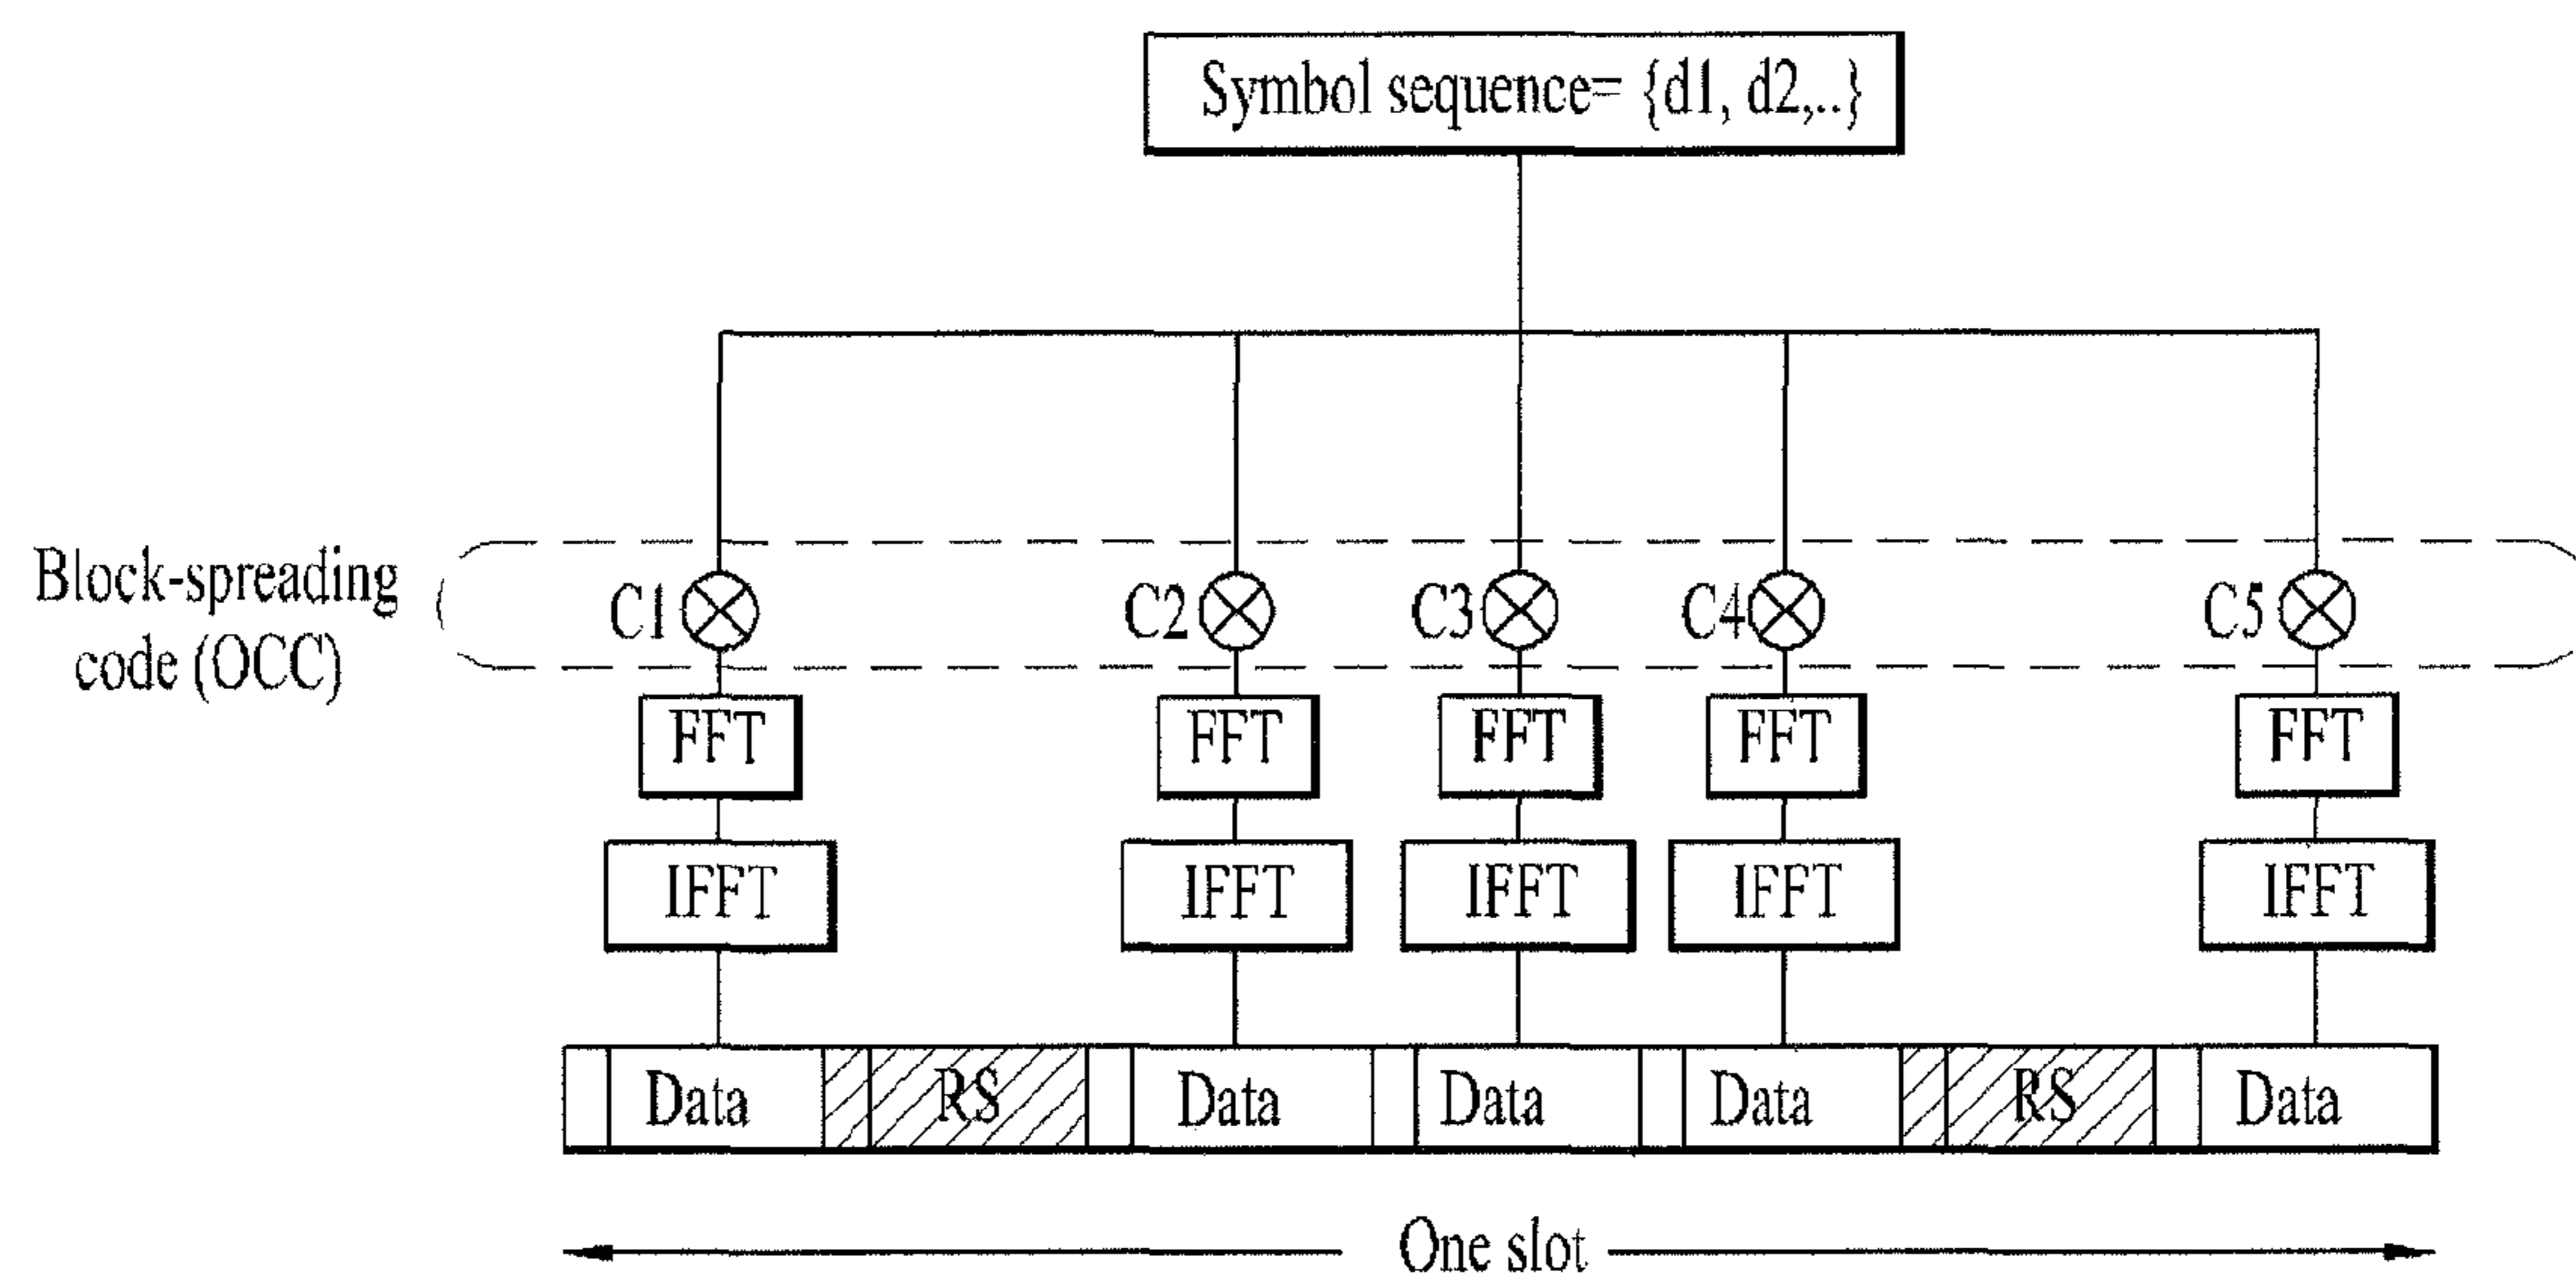 Symbol sequence= {d1, d2,..}
Block-spreading
code (OCC)
C1 C2 C3 C4 C5
FFT FFT FFT FFT FFT
IFFT IFFT IFFT IFFT IFFT
Data RS Data Data Data RS Data
One slot